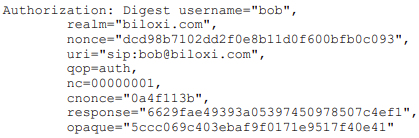 Authorization: Digest username="bob",
realm="biloxi.com",
nonce="dcd98b7102dd2f0e8b11d0f600bfb0c093",
uri="sip:bob@biloxi.com",
qop=auth,
nc=00000001,
cnonce="0a4f113b",
response="6629fae49393a05397450978507c4ef1",
opaque="5ccc069c403ebaf9f0171e9517f40e41"